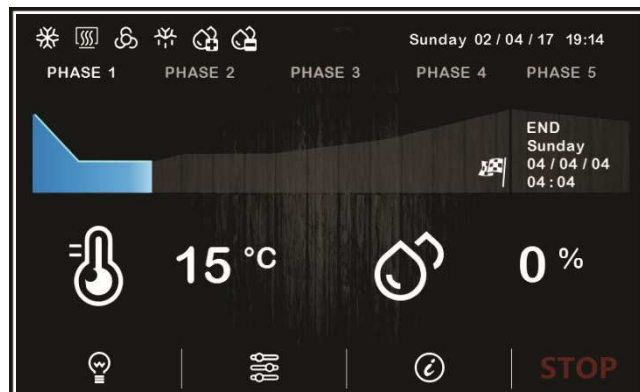 Sunday 02 / 04 / 17 19:14
PHASE 1 PHASE 2 PHASE 3 PHASE 4 PHASE 5
END
Sunday
04 / 04 / 04
04 : 04
15 °C 0 %
STOP